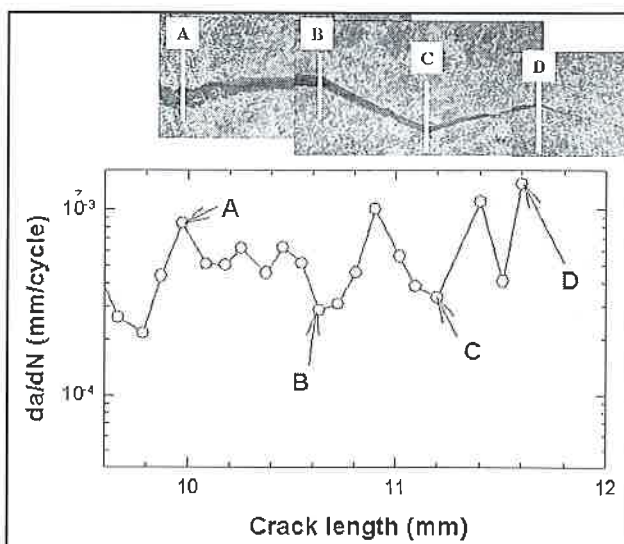 A
B
C
D
10⁻³
10⁻⁴
da/dN (mm/cycle)
A
B
C
D
10
11
12
Crack length (mm)